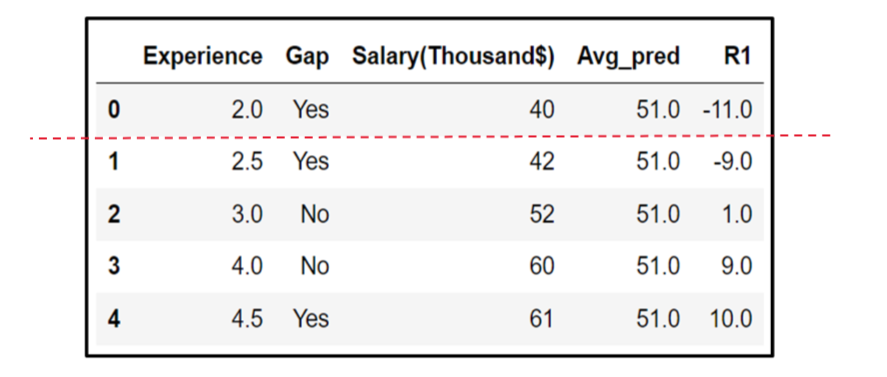 Experience Gap Salary(Thousand$) Avg_pred R1
0 2.0 Yes 40 51.0 -11.0
1 2.5 Yes 42 51.0 -9.0
2 3.0 No 52 51.0 1.0
3 4.0 No 60 51.0 9.0
4 4.5 Yes 61 51.0 10.0